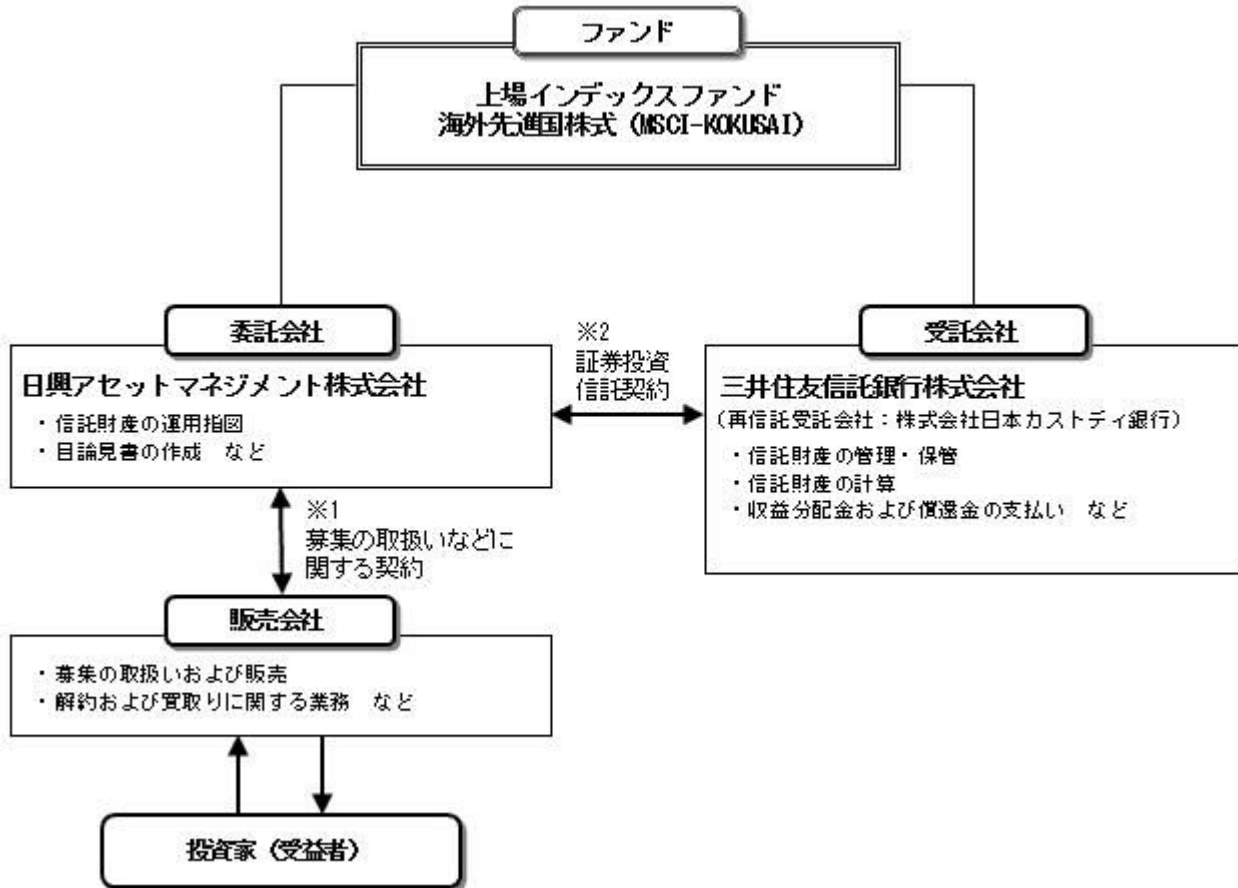 ファンド
上場インデックスファンド
海外先進国株式（MSCI-KOKUSAI）
委託会社
日興アセットマネジメント株式会社
・信託財産の運用指図
・目論見書の作成　など
※2
証券投資
信託契約
受託会社
三井住友信託銀行株式会社
（再信託受託会社：株式会社日本カストディ銀行）
・信託財産の管理・保管
・信託財産の計算
・収益分配金および償還金の支払い　など
※1
募集の取扱いなどに
関する契約
販売会社
・募集の取扱いおよび販売
・解約および買取りに関する業務　など
投資家（受益者）